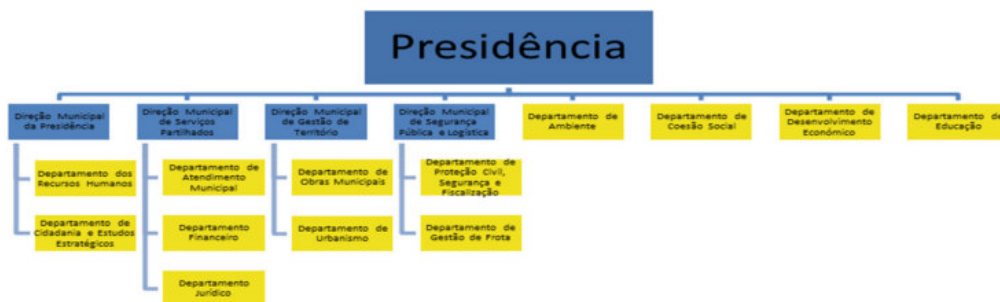 Presidência
Direção Municipal
da Presidência
Direção Municipal
de Serviços
Partilhados
Direção Municipal
de Gestão de
Território
Direção Municipal
de Segurança
Pública e Logística
Departamento de
Ambiente
Departamento de
Coesão Social
Departamento de
Desenvolvimento
Económico
Departamento de
Educação
Departamento dos
Recursos Humanos
Departamento de
Cidadania e Estudos
Estratégicos
Departamento de
Atendimento
Municipal
Departamento
Financeiro
Departamento
Jurídico
Departamento de
Obras Municipais
Departamento de
Urbanismo
Departamento de
Proteção Civil,
Segurança e
Fiscalização
Departamento de
Gestão de Frota